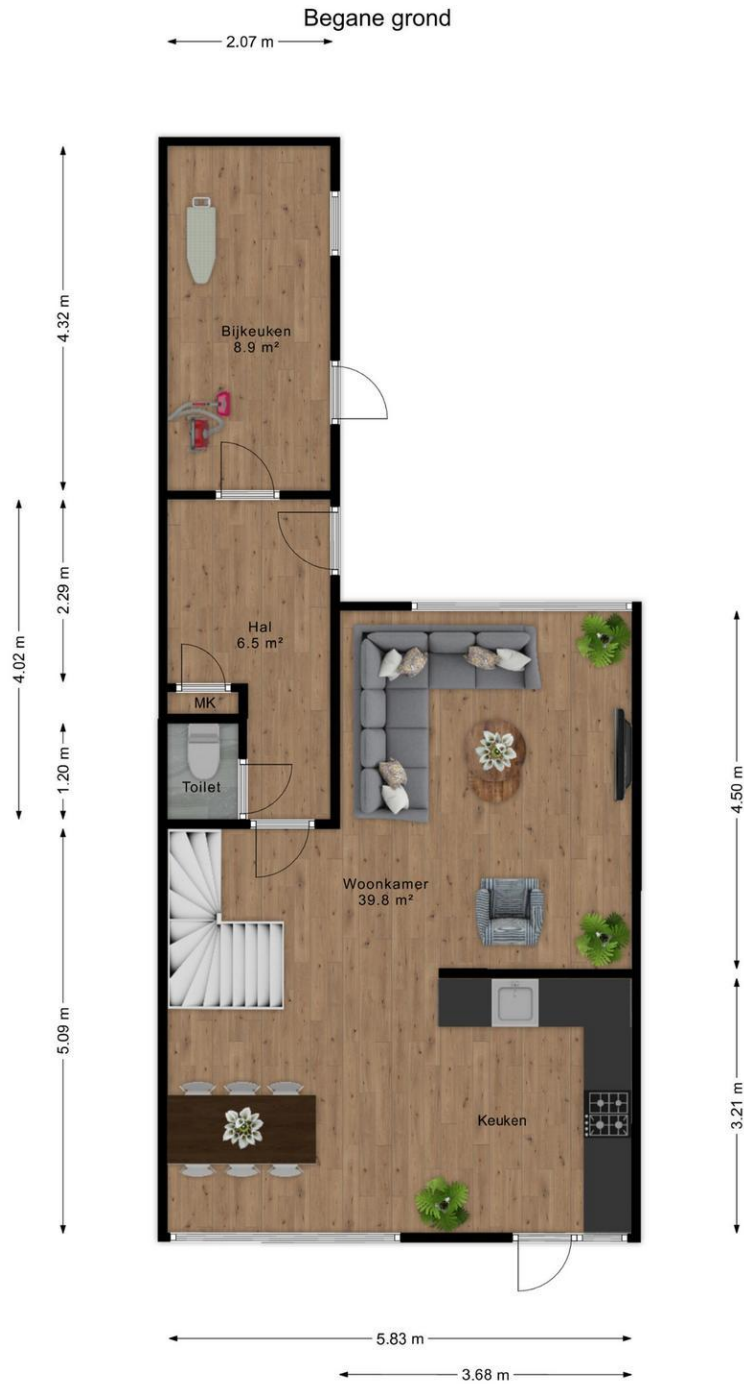 Begane grond
2.07 m
4.32 m
Bijkeuken
8.9 m²
2.29 m
4.02 m
Hal
6.5 m²
MK
1.20 m
Toilet
4.50 m
Woonkamer
39.8 m²
5.09 m
Keuken
3.21 m
5.83 m
3.68 m